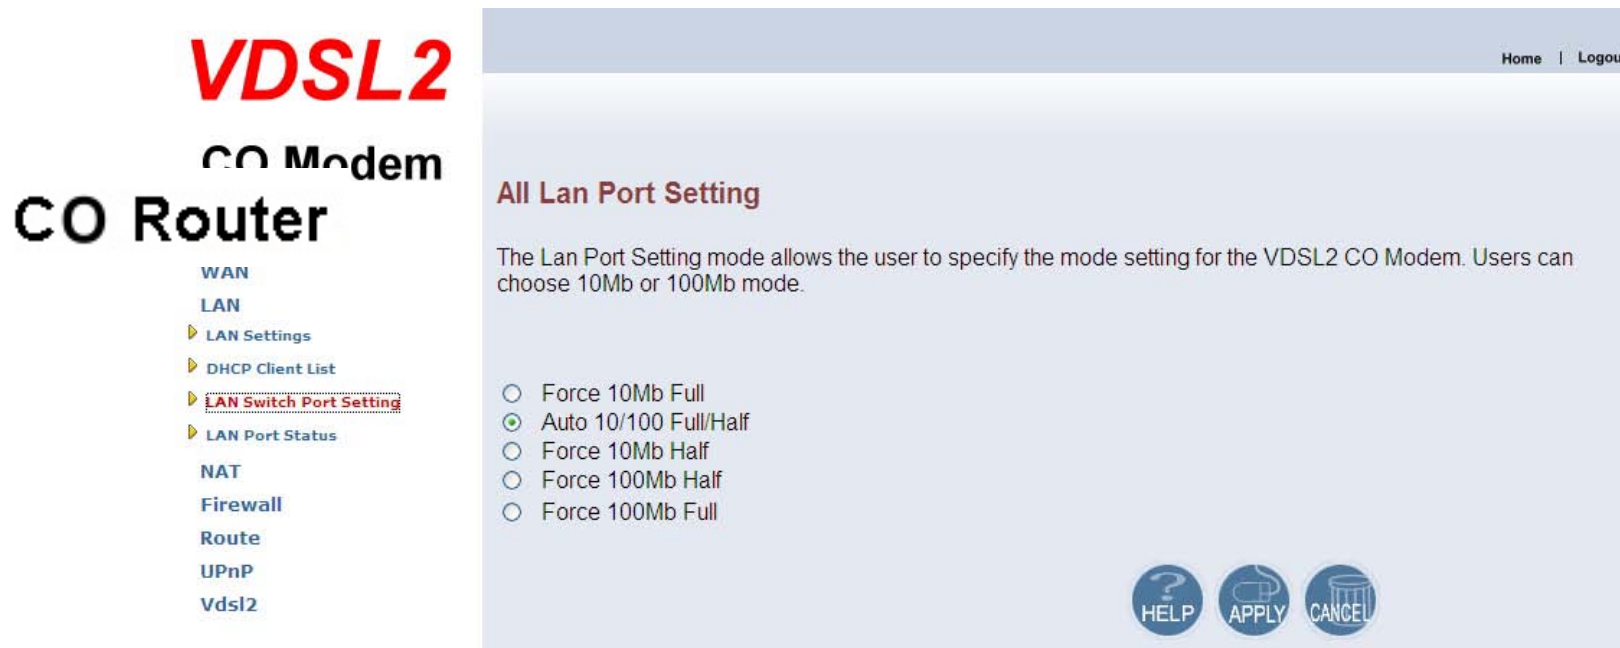 VDSL2
CO Modem
CO Router
WAN
LAN
LAN Settings
DHCP Client List
LAN Switch Port Setting
LAN Port Status
NAT
Firewall
Route
UPnP
Vdsl2
Home | Logou
All Lan Port Setting
The Lan Port Setting mode allows the user to specify the mode setting for the VDSL2 CO Modem. Users can
choose 10Mb or 100Mb mode.
Force 10Mb Full
Auto 10/100 Full/Half
Force 10Mb Half
Force 100Mb Half
Force 100Mb Full
HELP APPLY CANCEL